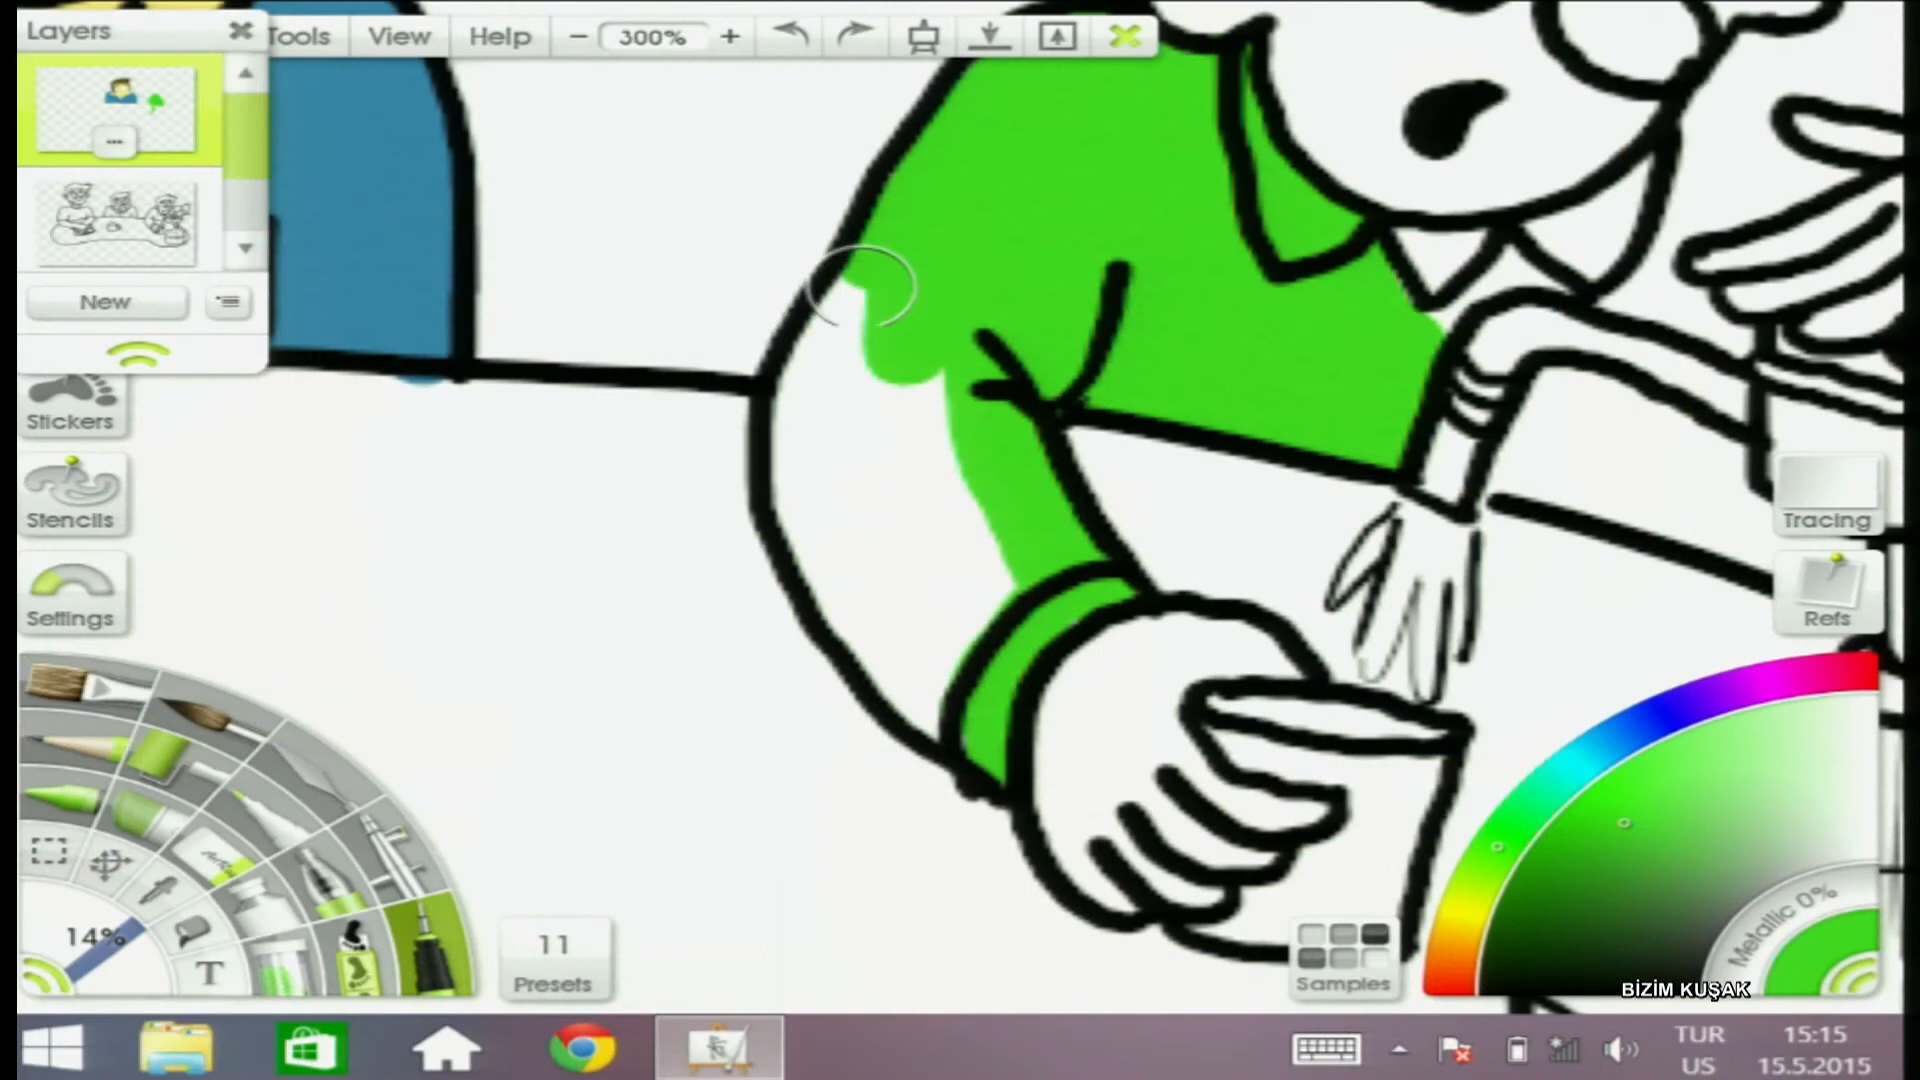 Layers
Tools
View
Help
− 300% +
New
Stickers
Stencils
Settings
14%
T
11
Presets
Samples
Tracing
Refs
Metallic 0%
BİZİM KUŞAK
TUR
US
15:15
15.5.2015